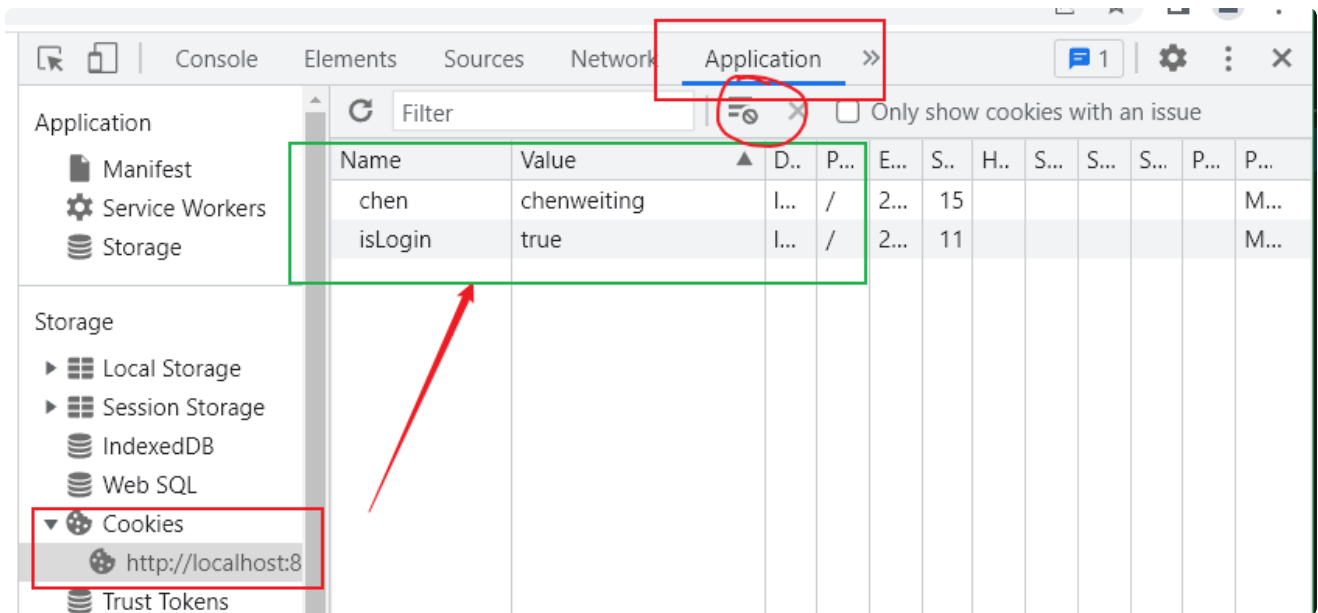 Console Elements Sources Network Application 1
Application
Manifest
Service Workers
Storage
Storage
Local Storage
Session Storage
IndexedDB
Web SQL
Cookies
http://localhost:8
Trust Tokens
Filter Only show cookies with an issue
Name Value D.. P... E... S.. H.. S... S... S... P... P...
chen chenweiting l... / 2... 15 M...
isLogin true l... / 2... 11 M...